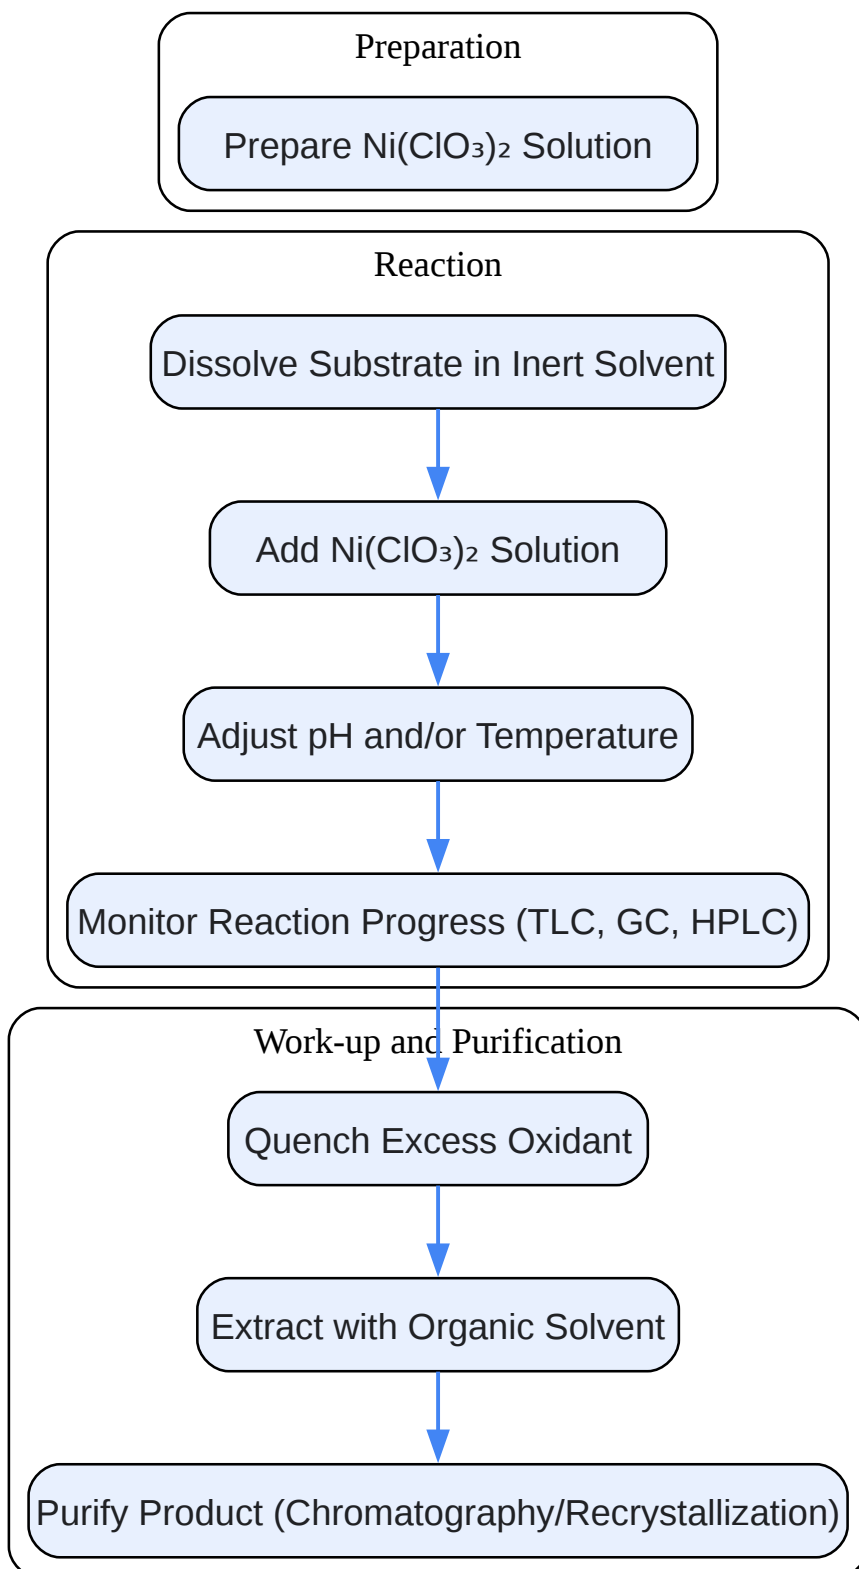 Preparation
Prepare Ni(ClO₃)₂ Solution
Reaction
Dissolve Substrate in Inert Solvent
Add Ni(ClO₃)₂ Solution
Adjust pH and/or Temperature
Monitor Reaction Progress (TLC, GC, HPLC)
Work-up and Purification
Quench Excess Oxidant
Extract with Organic Solvent
Purify Product (Chromatography/Recrystallization)